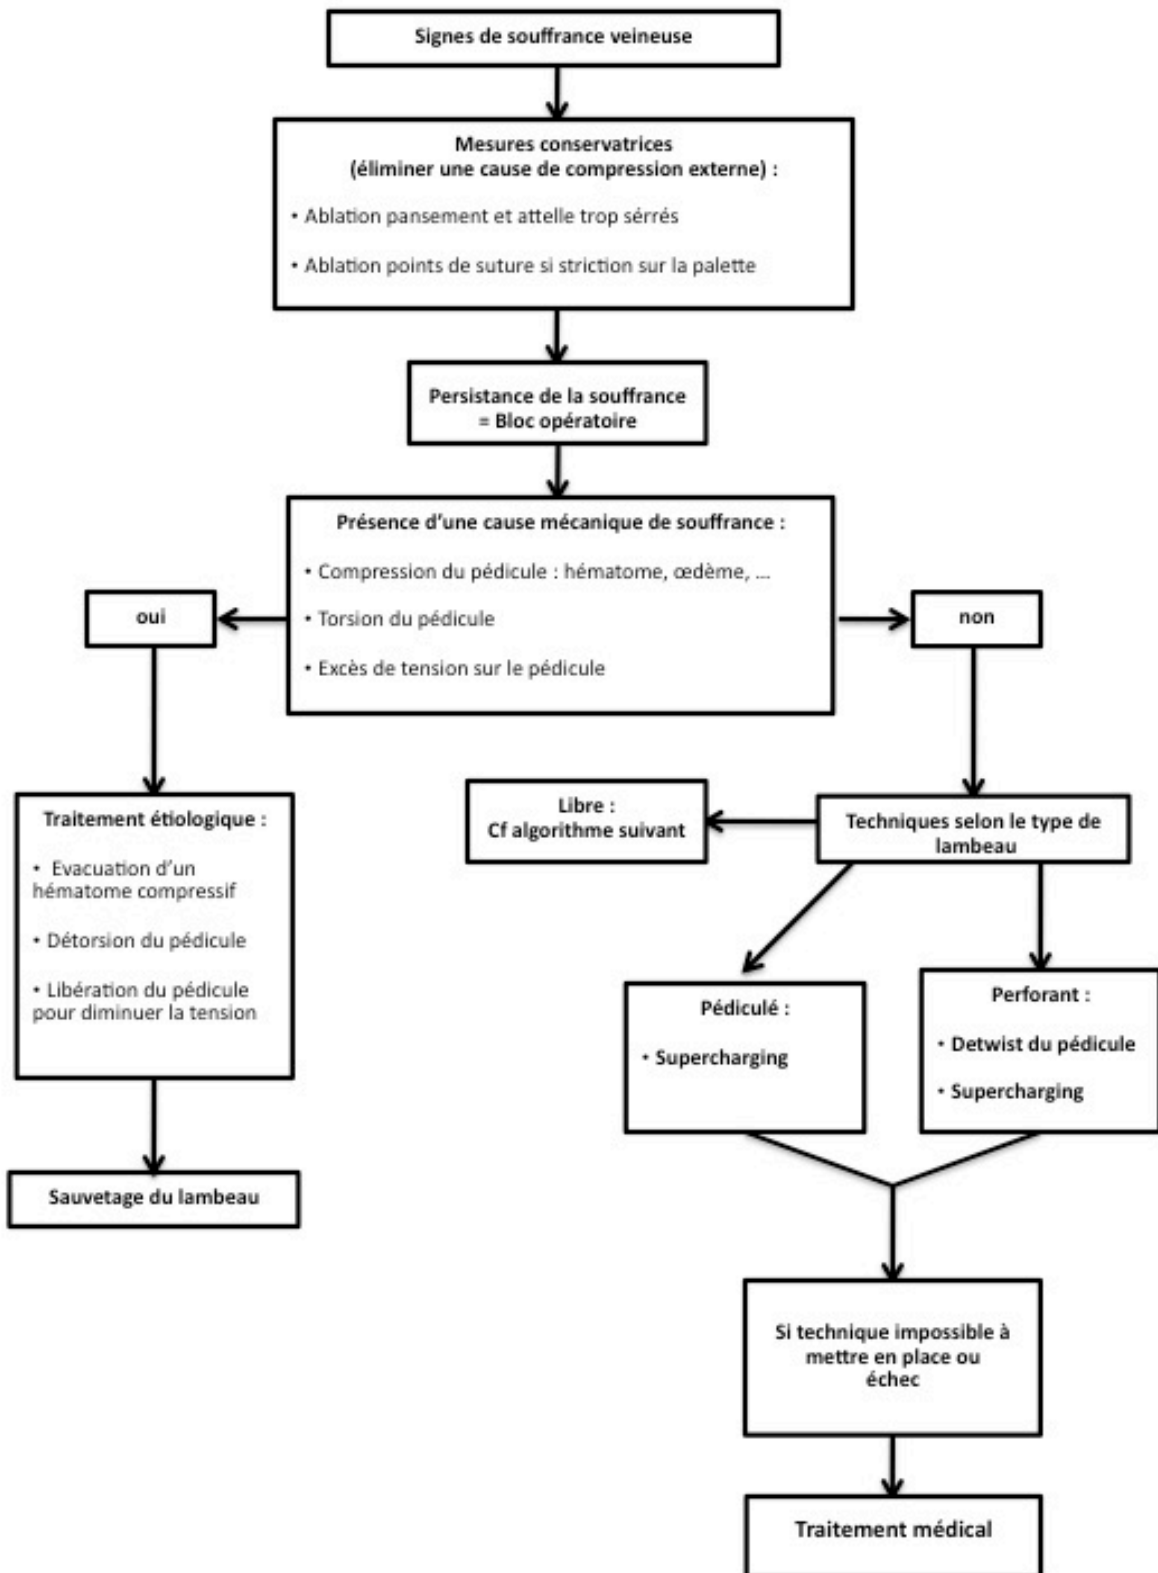 Signes de souffrance veineuse
Mesures conservatrices
(éliminer une cause de compression externe) :
• Ablation pansement et attelle trop sérrés
• Ablation points de suture si striction sur la palette
Persistance de la souffrance
= Bloc opératoire
Présence d'une cause mécanique de souffrance :
• Compression du pédicule : hématome, œdème, ...
• Torsion du pédicule
• Excès de tension sur le pédicule
oui
non
Traitement étiologique :
• Evacuation d'un
hématome compressif
• Détorsion du pédicule
• Libération du pédicule
pour diminuer la tension
Sauvetage du lambeau
Techniques selon le type de
lambeau
Libre :
Cf algorithme suivant
Pédiculé :
• Supercharging
Perforant :
• Detwist du pédicule
• Supercharging
Si technique impossible à
mettre en place ou
échec
Traitement médical